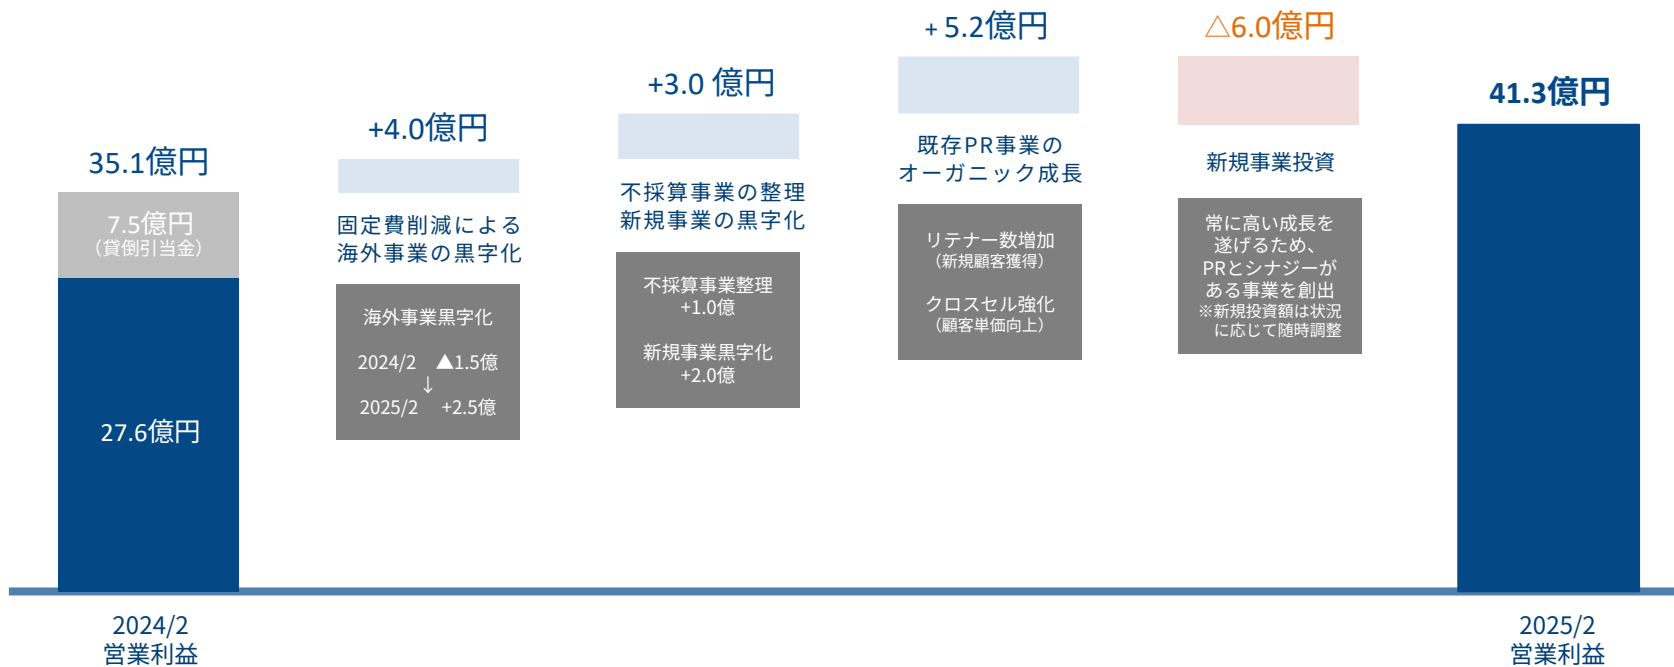 35.1億円
7.5億円
（貸倒引当金）
27.6億円
2024/2
営業利益
+4.0億円
固定費削減による
海外事業の黒字化
海外事業黒字化
2024/2　▲1.5億
↓
2025/2　+2.5億
+3.0 億円
不採算事業の整理
新規事業の黒字化
不採算事業整理
+1.0億
新規事業黒字化
+2.0億
+ 5.2億円
既存PR事業の
オーガニック成長
リテナー数増加
（新規顧客獲得）
クロスセル強化
（顧客単価向上）
△6.0億円
新規事業投資
常に高い成長を
遂げるため、
PRとシナジーが
ある事業を創出
※新規投資額は状況
に応じて随時調整
41.3億円
2025/2
営業利益